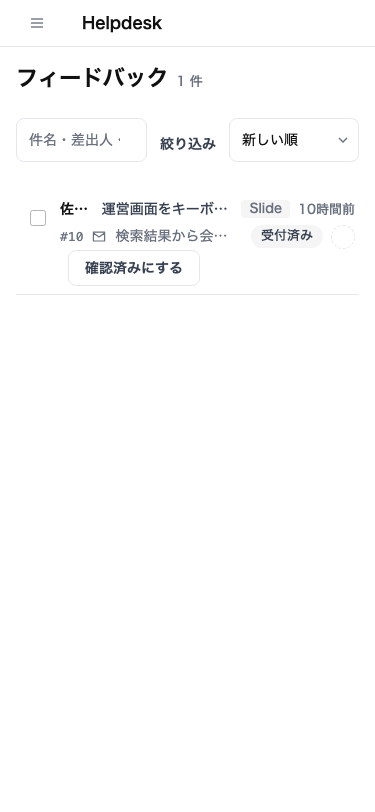 Helpdesk
フィードバック 1 件
件名・差出人・
絞り込み
新しい順
佐… 運営画面をキーボ… Slide 10時間前
#10 検索結果から会… 受付済み
確認済みにする